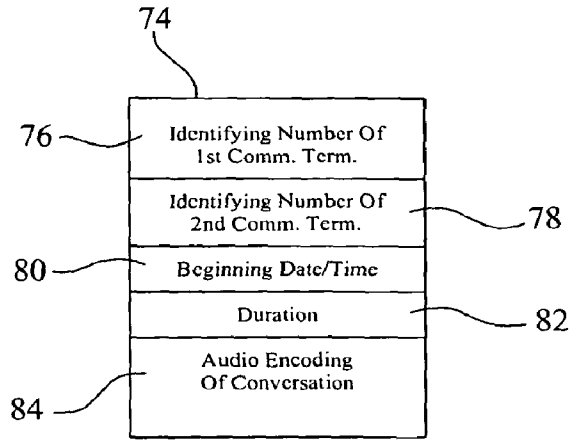 74
76
Identifying Number Of
1st Comm. Term.
Identifying Number Of
2nd Comm. Term.
78
80
Beginning Date/Time
Duration
82
Audio Encoding
Of Conversation
84